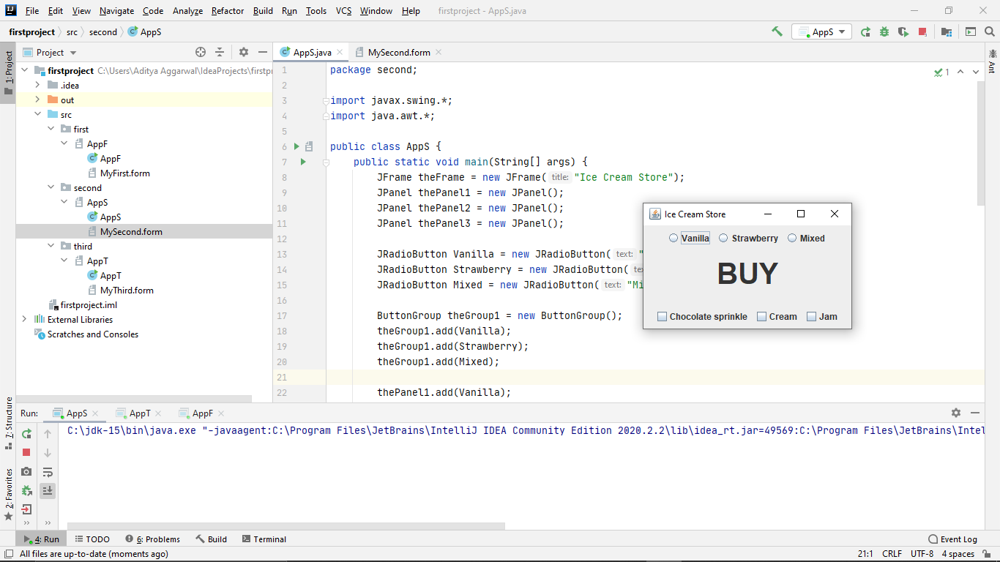 File Edit View Navigate Code Analyze Refactor Build Run Tools VCS Window Help firstproject - AppS.java
firstproject src second AppS AppS
1: Project
Project
AppS.java MySecond.form
Ant
firstproject C:\Users\Aditya Aggarwal\IdeaProjects\firstpr
.idea
out
src
first
AppF
AppF
MyFirst.form
second
AppS
AppS
MySecond.form
third
AppT
AppT
MyThird.form
firstproject.iml
External Libraries
Scratches and Consoles
1 package second;
1
2
3 import javax.swing.*;
4 import java.awt.*;
5
6 public class AppS {
7 public static void main(String[] args) {
8 JFrame theFrame = new JFrame( title: "Ice Cream Store");
9 JPanel thePanel1 = new JPanel();
10 JPanel thePanel2 = new JPanel();
11 JPanel thePanel3 = new JPanel();
12
13 JRadioButton Vanilla = new JRadioButton( text: "
14 JRadioButton Strawberry = new JRadioButton( te
15 JRadioButton Mixed = new JRadioButton( text: "Mi
16
17 ButtonGroup theGroup1 = new ButtonGroup();
18 theGroup1.add(Vanilla);
19 theGroup1.add(Strawberry);
20 theGroup1.add(Mixed);
21
22 thePanel1.add(Vanilla);
Ice Cream Store
Vanilla Strawberry Mixed
BUY
Chocolate sprinkle Cream Jam
7: Structure
2: Favorites
Run: AppS AppT AppF
C:\jdk-15\bin\java.exe "-javaagent:C:\Program Files\JetBrains\IntelliJ IDEA Community Edition 2020.2.2\lib\idea_rt.jar=49569:C:\Program Files\JetBrains\Intel
4: Run TODO 6: Problems Build Terminal Event Log
All files are up-to-date (moments ago) 21:1 CRLF UTF-8 4 spaces